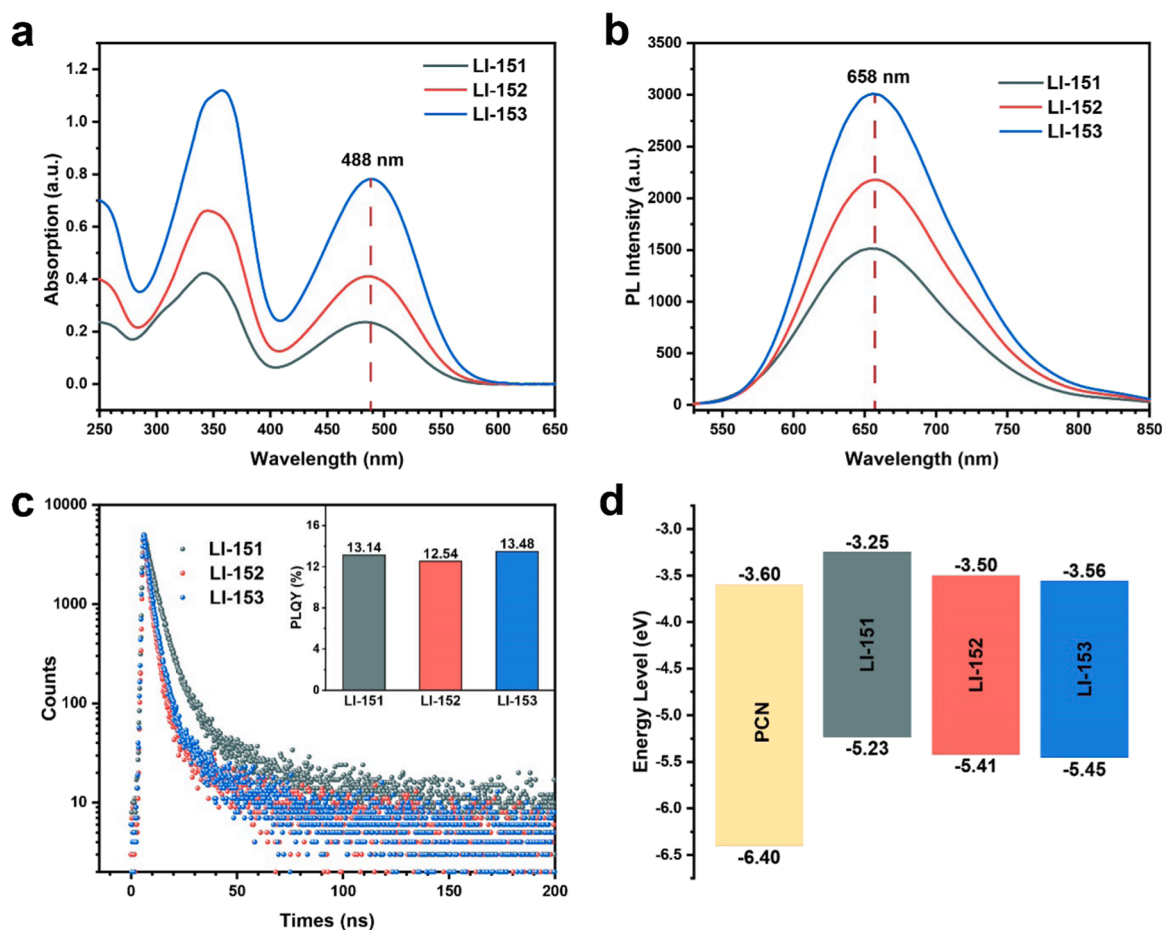 a
1.2
1.0
0.8
0.6
0.4
0.2
0.0
Absorption (a.u.)
LI-151
LI-152
LI-153
488 nm
250 300 350 400 450 500 550 600 650
Wavelength (nm)
b
3500
3000
2500
2000
1500
1000
500
0
PL Intensity (a.u.)
658 nm
LI-151
LI-152
LI-153
550 600 650 700 750 800 850
Wavelength (nm)
c
10000
1000
100
10
Counts
LI-151
LI-152
LI-153
16
12
8
4
0
PLQY (%)
13.14 12.54 13.48
LI-151 LI-152 LI-153
0 50 100 150 200
Times (ns)
d
-3.0
-3.5
-4.0
-4.5
-5.0
-5.5
-6.0
-6.5
Energy Level (eV)
-3.60 -3.25 -3.50 -3.56
PCN
LI-151
LI-152
LI-153
-6.40 -5.23 -5.41 -5.45